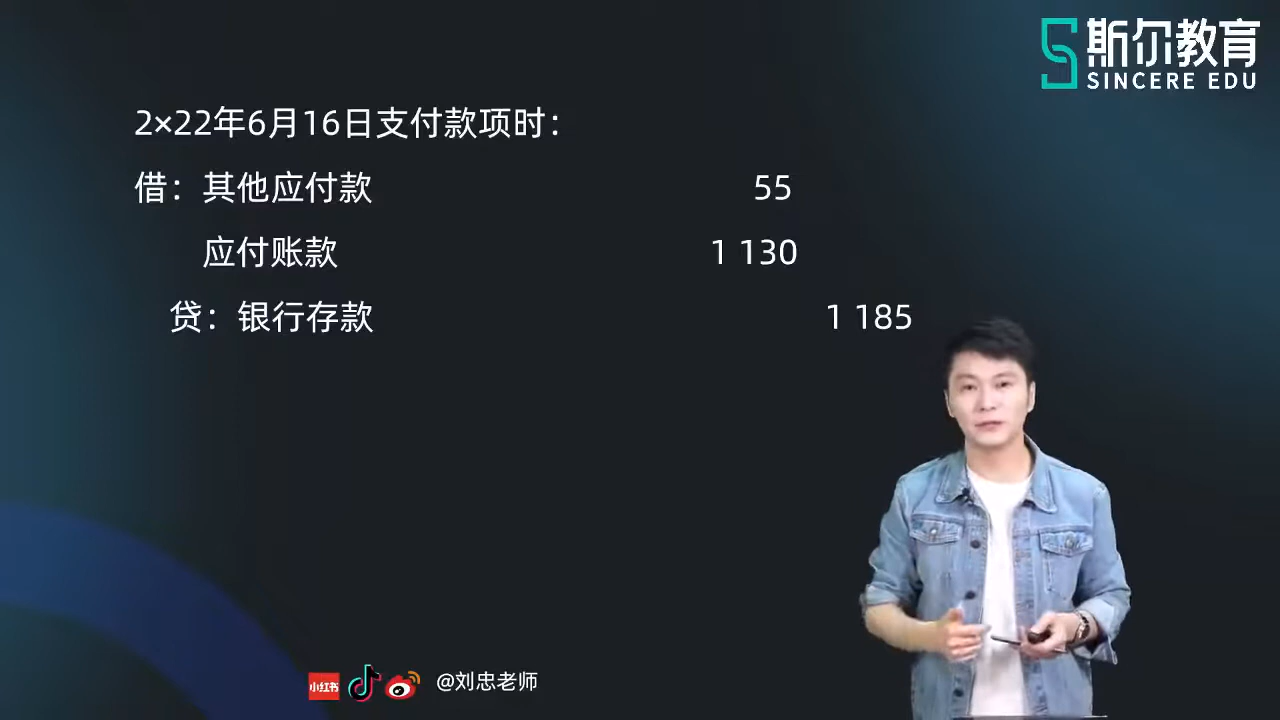 斯尔教育
SINCERE EDU
2×22年6月16日支付款项时：
借：其他应付款 55
应付账款 1 130
贷：银行存款 1 185
小红书 @刘忠老师